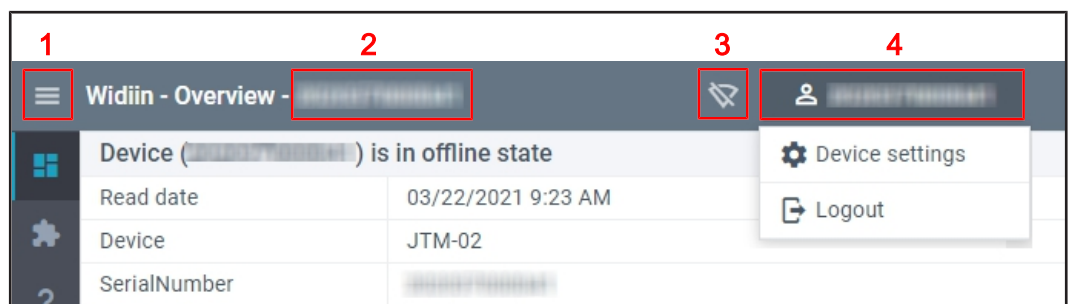 1 2 3 4
Widiin - Overview -
Device ( ) is in offline state
Device settings
Read date 03/22/2021 9:23 AM
Logout
Device JTM-02
SerialNumber
?